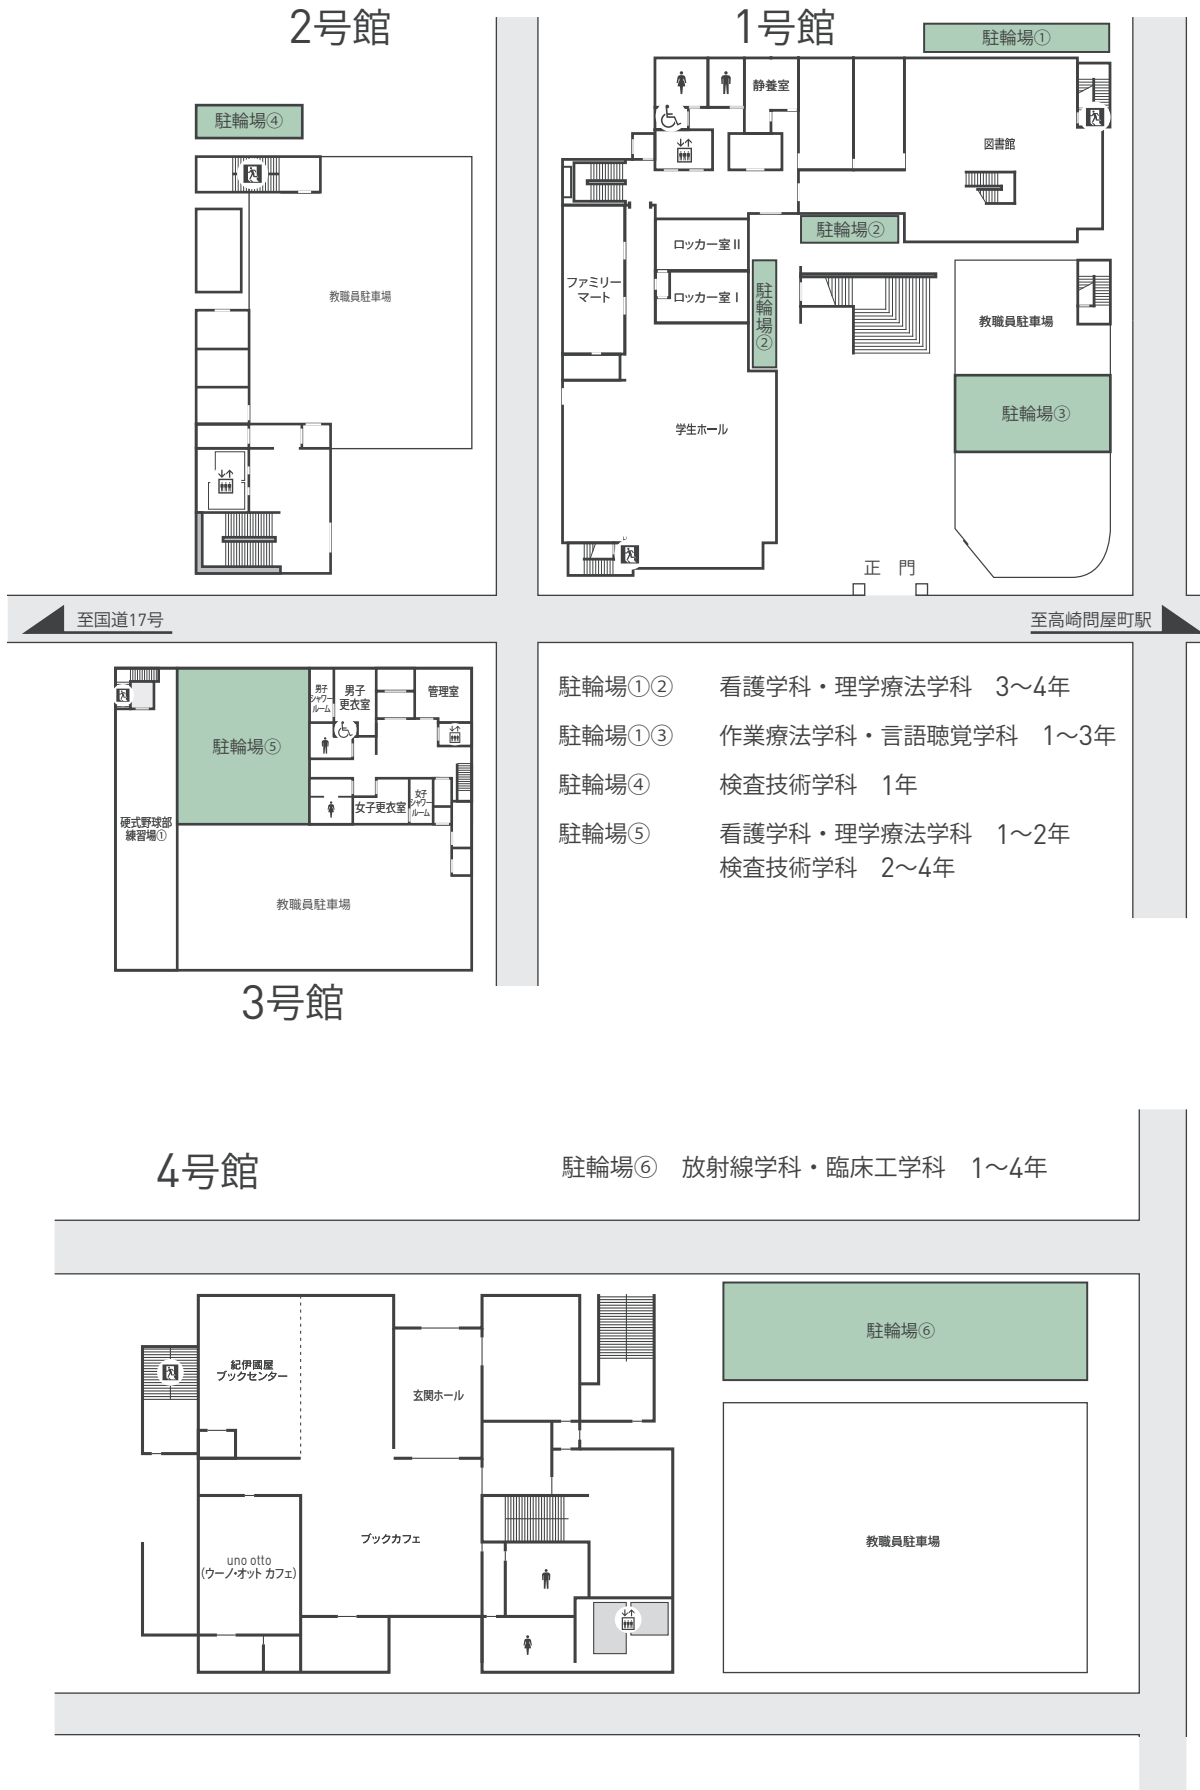 2号館
1号館
駐輪場①
駐輪場④
静養室
図書館
駐輪場②
ロッカー室Ⅱ
ファミリー
マート
ロッカー室Ⅰ
駐輪場②
教職員駐車場
教職員駐車場
駐輪場③
学生ホール
正 門
至国道17号
至高崎問屋町駅
男子
シャワー
ルーム
男子
更衣室
管理室
駐輪場⑤
女子更衣室
女子
シャワー
ルーム
硬式野球部
練習場①
教職員駐車場
3号館
駐輪場①② 看護学科・理学療法学科 3〜4年
駐輪場①③ 作業療法学科・言語聴覚学科 1〜3年
駐輪場④ 検査技術学科 1年
駐輪場⑤ 看護学科・理学療法学科 1〜2年
検査技術学科 2〜4年
4号館
駐輪場⑥ 放射線学科・臨床工学科 1〜4年
駐輪場⑥
紀伊國屋
ブックセンター
玄関ホール
ブックカフェ
uno otto
(ウーノ・オット カフェ)
教職員駐車場